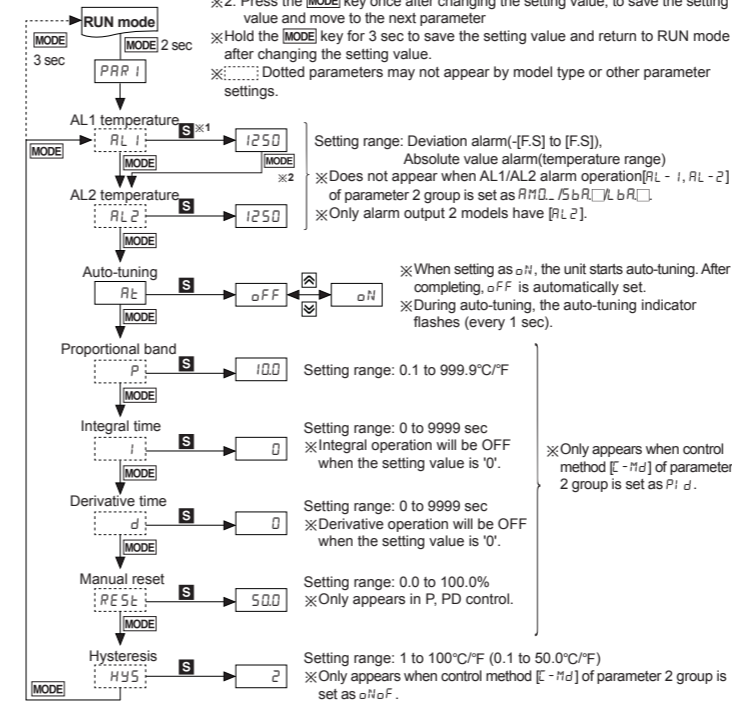 ※2. Press the MODE key once after changing the setting value, to save the setting
value and move to the next parameter
※Hold the MODE key for 3 sec to save the setting value and return to RUN mode
after changing the setting value.
※ Dotted parameters may not appear by model type or other parameter
settings.
RUN mode
MODE
3 sec
MODE 2 sec
PAR1
AL1 temperature
AL1
S ※1
1250
MODE
MODE
MODE
※2
Setting range: Deviation alarm(-[F.S] to [F.S]),
Absolute value alarm(temperature range)
※Does not appear when AL1/AL2 alarm operation[AL-1, AL-2]
of parameter 2 group is set as AM0._ /SbA.□/LbA.□.
※Only alarm output 2 models have [AL2].
AL2 temperature
AL2
S
1250
MODE
Auto-tuning
At
S
oFF
oN
※When setting as oN, the unit starts auto-tuning. After
completing, oFF is automatically set.
※During auto-tuning, the auto-tuning indicator
flashes (every 1 sec).
MODE
Proportional band
P
S
10.0
Setting range: 0.1 to 999.9°C/°F
MODE
Integral time
I
S
0
Setting range: 0 to 9999 sec
※Integral operation will be OFF
when the setting value is '0'.
※Only appears when control
method [C-Md] of parameter
2 group is set as PId.
MODE
Derivative time
d
S
0
Setting range: 0 to 9999 sec
※Derivative operation will be OFF
when the setting value is '0'.
MODE
Manual reset
REST
S
50.0
Setting range: 0.0 to 100.0%
※Only appears in P, PD control.
MODE
Hysteresis
HYS
S
2
Setting range: 1 to 100°C/°F (0.1 to 50.0°C/°F)
※Only appears when control method [C-Md] of parameter 2 group is
set as oNoF.
MODE